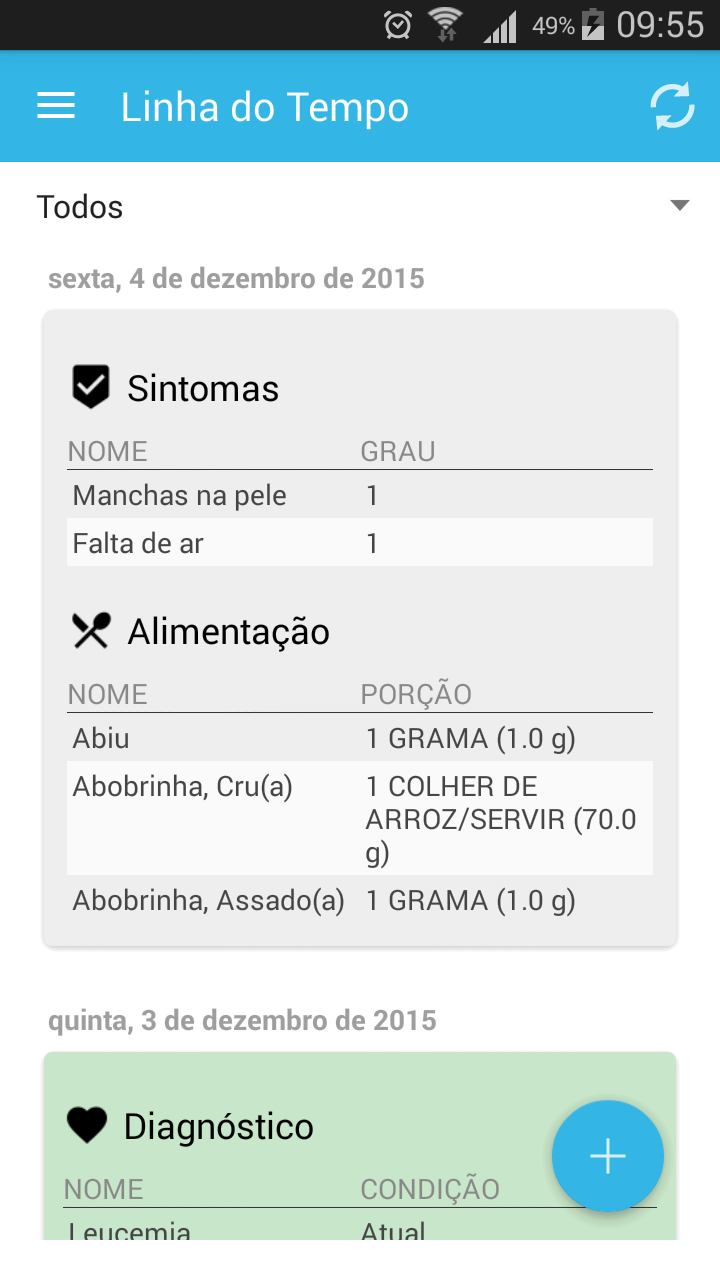 49% 09:55
Linha do Tempo
Todos
sexta, 4 de dezembro de 2015
Sintomas
NOME GRAU
Manchas na pele 1
Falta de ar 1
Alimentação
NOME PORÇÃO
Abiu 1 GRAMA (1.0 g)
Abobrinha, Cru(a) 1 COLHER DE
ARROZ/SERVIR (70.0
g)
Abobrinha, Assado(a) 1 GRAMA (1.0 g)
quinta, 3 de dezembro de 2015
Diagnóstico
NOME CONDIÇÃO
Leucemia Atual